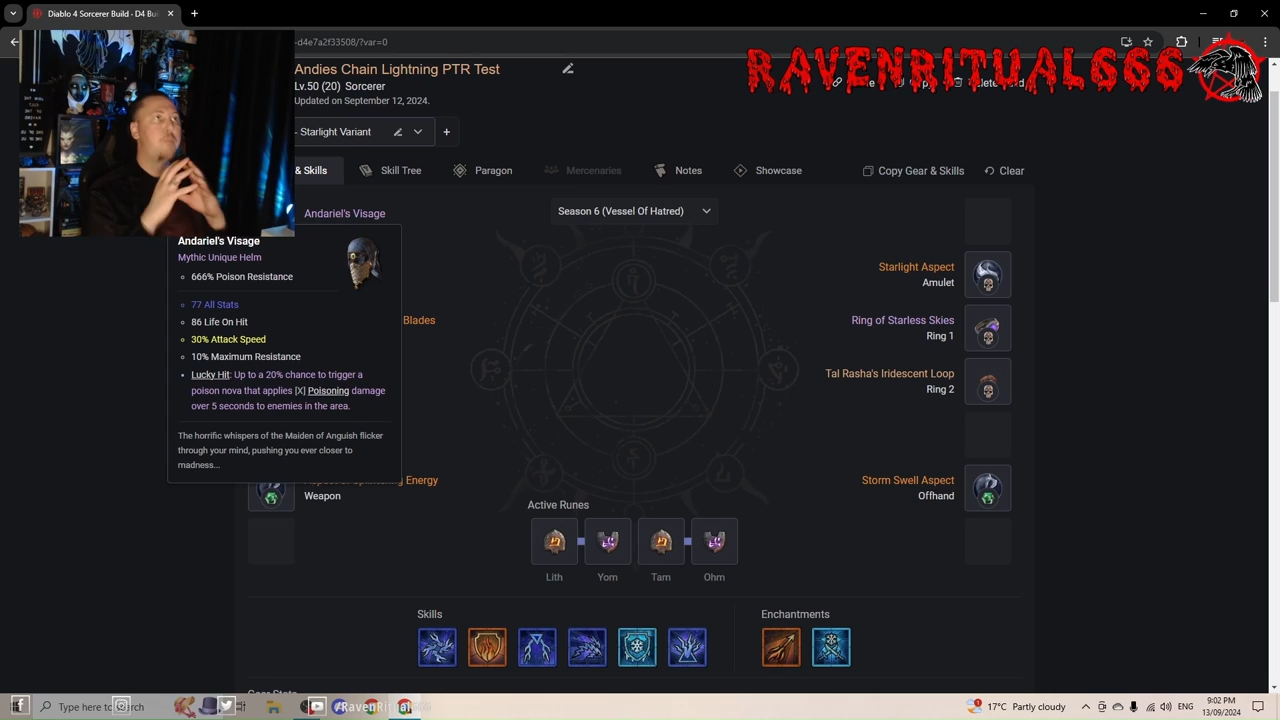 Diablo 4 Sorcerer Build - D4 Bui
-d4e7a2f33508/?var=0
RAVENRITUALS66
Andies Chain Lightning PTR Test
Lv.50 (20) Sorcerer
Updated on September 12, 2024.
- Starlight Variant
& Skills
Skill Tree
Paragon
Mercenaries
Notes
Showcase
Copy Gear & Skills
Clear
Season 6 (Vessel Of Hatred)
Andariel's Visage
Andariel's Visage
Mythic Unique Helm
666% Poison Resistance
77 All Stats
86 Life On Hit
30% Attack Speed
10% Maximum Resistance
Lucky Hit: Up to a 20% chance to trigger a
poison nova that applies [X] Poisoning damage
over 5 seconds to enemies in the area.
The horrific whispers of the Maiden of Anguish flicker
through your mind, pushing you ever closer to
madness...
Blades
Energy
Weapon
Starlight Aspect
Amulet
Ring of Starless Skies
Ring 1
Tal Rasha's Iridescent Loop
Ring 2
Storm Swell Aspect
Offhand
Active Runes
Lith
Yom
Tam
Ohm
Skills
Enchantments
Gear Stats
Type here to search
17°C Partly cloudy
ENG
9:02 PM
13/09/2024